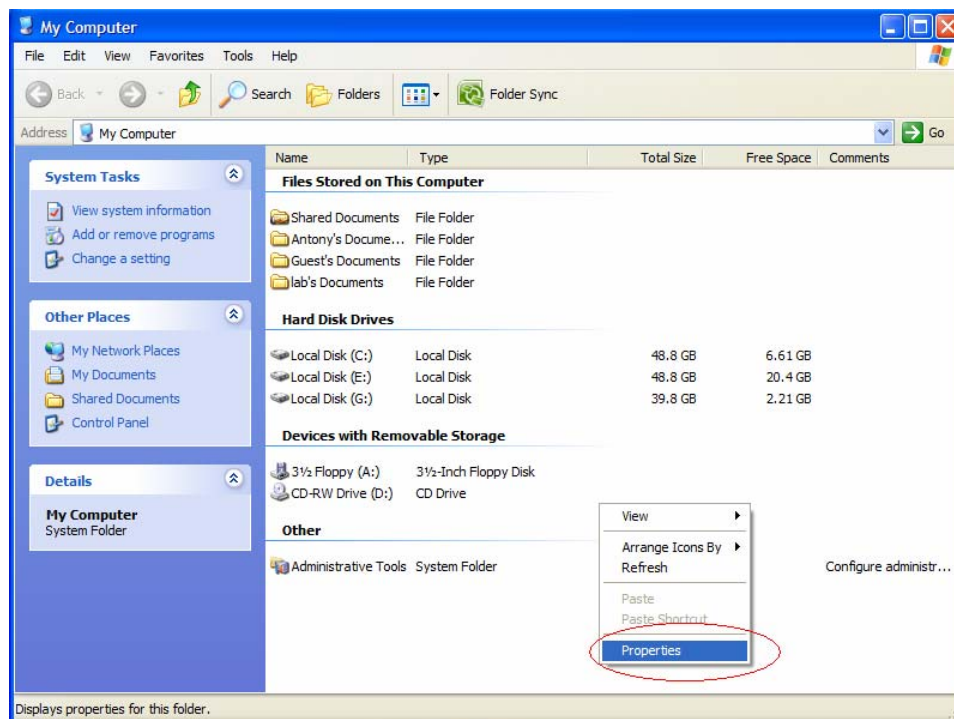 My Computer
File Edit View Favorites Tools Help
Back Search Folders Folder Sync
Address My Computer Go
System Tasks
View system information
Add or remove programs
Change a setting
Other Places
My Network Places
My Documents
Shared Documents
Control Panel
Details
My Computer
System Folder
Name Type Total Size Free Space Comments
Files Stored on This Computer
Shared Documents File Folder
Antony's Docume... File Folder
Guest's Documents File Folder
lab's Documents File Folder
Hard Disk Drives
Local Disk (C:) Local Disk 48.8 GB 6.61 GB
Local Disk (E:) Local Disk 48.8 GB 20.4 GB
Local Disk (G:) Local Disk 39.8 GB 2.21 GB
Devices with Removable Storage
3½ Floppy (A:) 3½-Inch Floppy Disk
CD-RW Drive (D:) CD Drive
Other
Administrative Tools System Folder Configure administr...
View
Arrange Icons By
Refresh
Paste
Paste Shortcut
Properties
Displays properties for this folder.